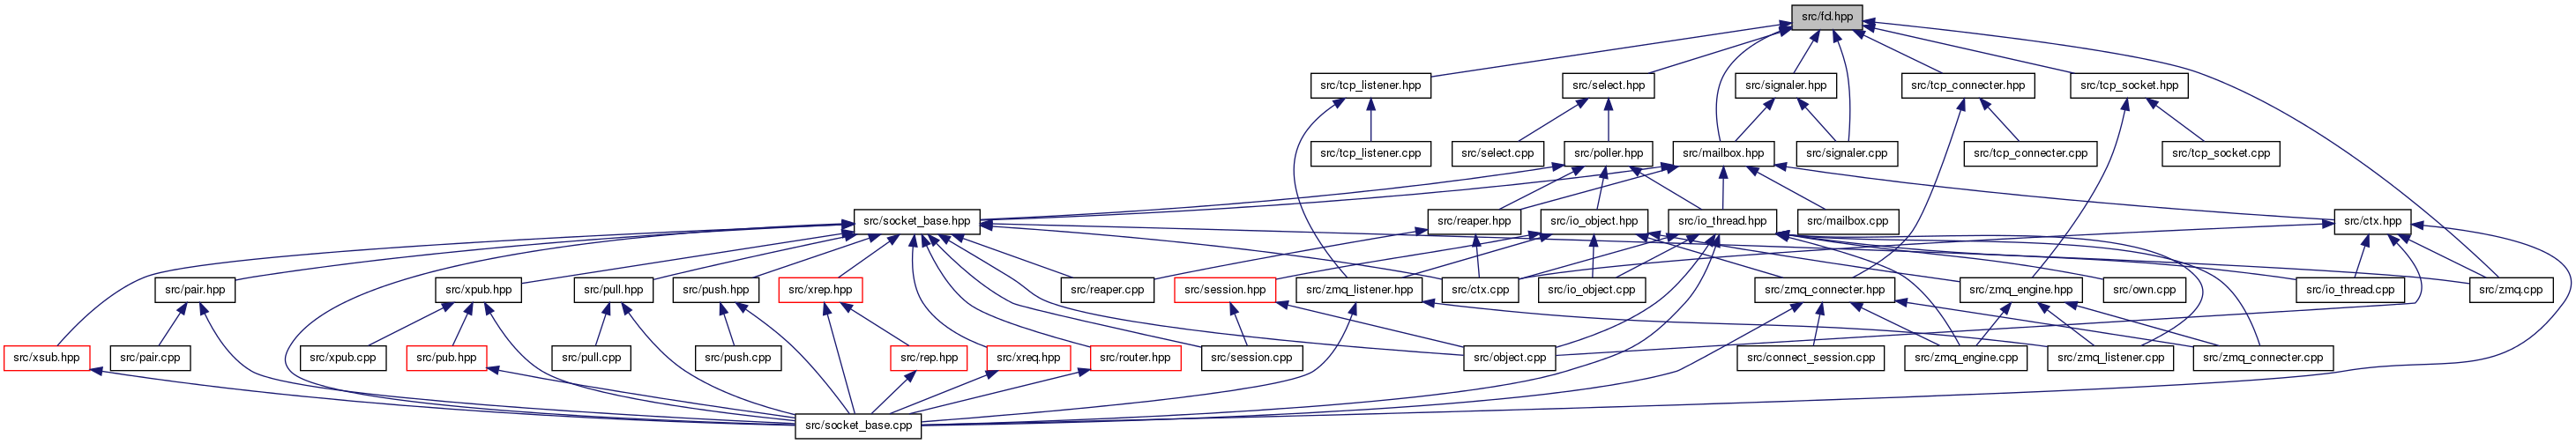 src/fd.hpp
src/tcp_listener.hpp
src/select.hpp
src/signaler.hpp
src/tcp_connecter.hpp
src/tcp_socket.hpp
src/tcp_listener.cpp
src/select.cpp
src/poller.hpp
src/mailbox.hpp
src/signaler.cpp
src/tcp_connecter.cpp
src/tcp_socket.cpp
src/socket_base.hpp
src/reaper.hpp
src/io_object.hpp
src/io_thread.hpp
src/mailbox.cpp
src/ctx.hpp
src/pair.hpp
src/xpub.hpp
src/pull.hpp
src/push.hpp
src/xrep.hpp
src/reaper.cpp
src/session.hpp
src/zmq_listener.hpp
src/ctx.cpp
src/io_object.cpp
src/zmq_connecter.hpp
src/zmq_engine.hpp
src/own.cpp
src/io_thread.cpp
src/zmq.cpp
src/xsub.hpp
src/pair.cpp
src/xpub.cpp
src/pub.hpp
src/pull.cpp
src/push.cpp
src/rep.hpp
src/xreq.hpp
src/router.hpp
src/session.cpp
src/object.cpp
src/connect_session.cpp
src/zmq_engine.cpp
src/zmq_listener.cpp
src/zmq_connecter.cpp
src/socket_base.cpp